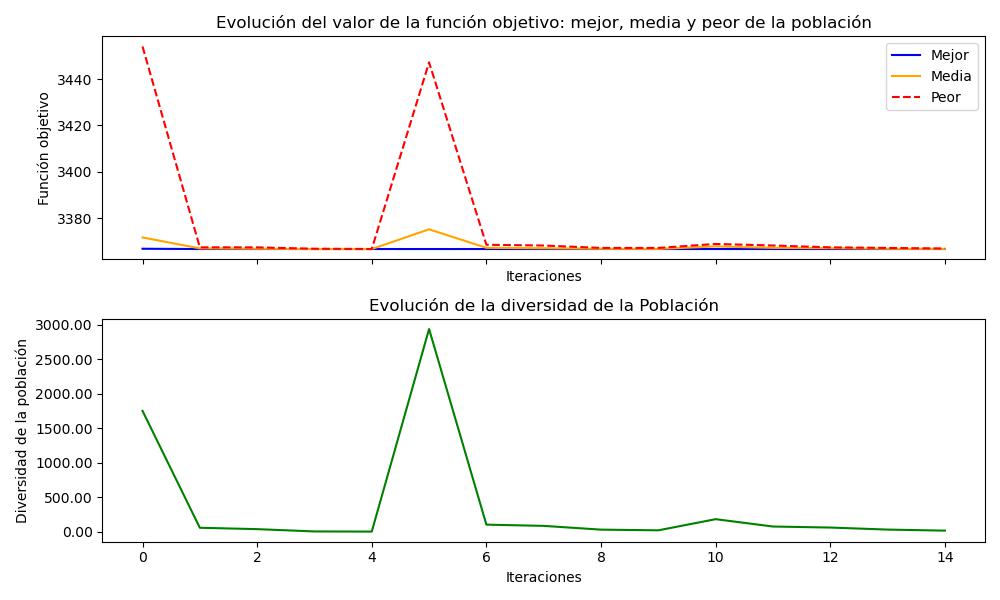 Evolución del valor de la función objetivo: mejor, media y peor de la población
Función objetivo
3440
3420
3400
3380
Mejor
Media
Peor
Iteraciones
Evolución de la diversidad de la Población
Diversidad de la población
3000.00
2500.00
2000.00
1500.00
1000.00
500.00
0.00
0 2 4 6 8 10 12 14
Iteraciones